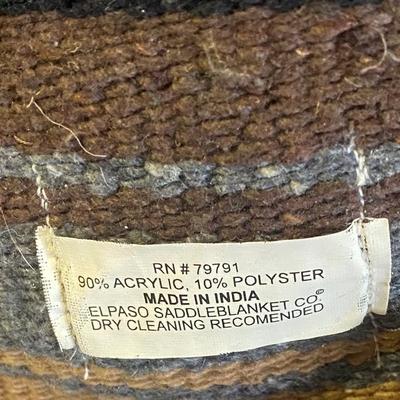 RN # 79791
90% ACRYLIC, 10% POLYSTER
MADE IN INDIA
ELPASO SADDLEBLANKET CO©
DRY CLEANING RECOMENDED